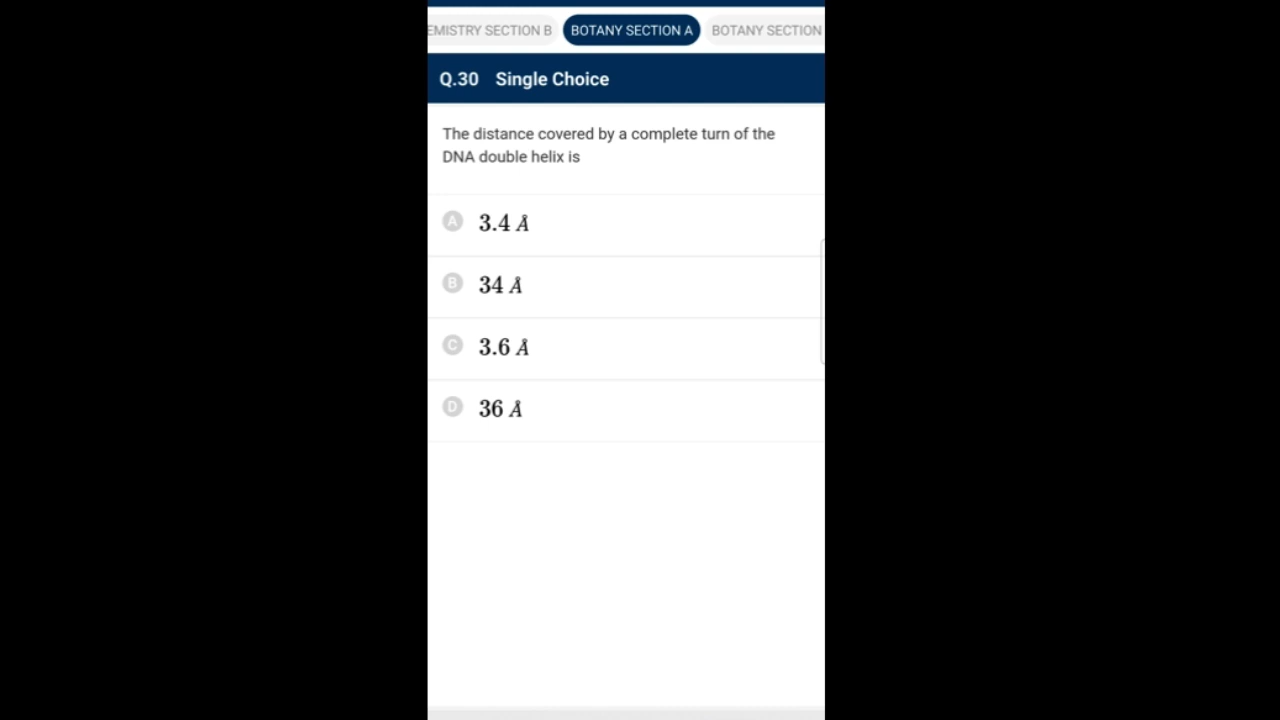 EMISTRY SECTION B BOTANY SECTION A BOTANY SECTION
Q.30 Single Choice
The distance covered by a complete turn of the
DNA double helix is
A 3.4 Å
B 34 Å
C 3.6 Å
D 36 Å